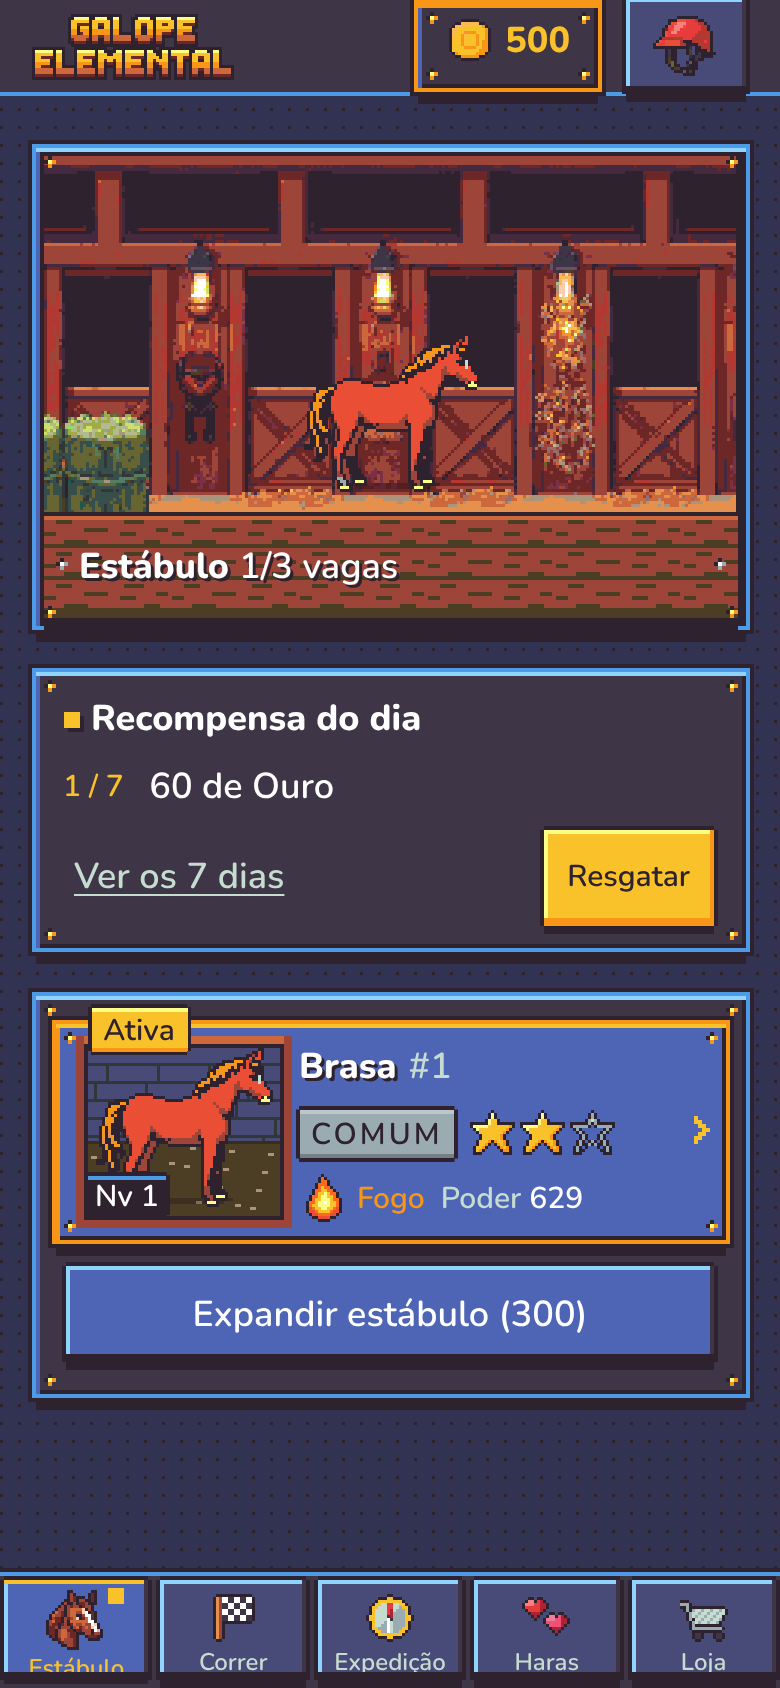 GALOPE
ELEMENTAL
500
Estábulo 1/3 vagas
Recompensa do dia
1 / 7 60 de Ouro
Ver os 7 dias
Resgatar
Ativa
Brasa #1
COMUM
Nv 1
Fogo Poder 629
Expandir estábulo (300)
Estábulo
Correr
Expedição
Haras
Loja